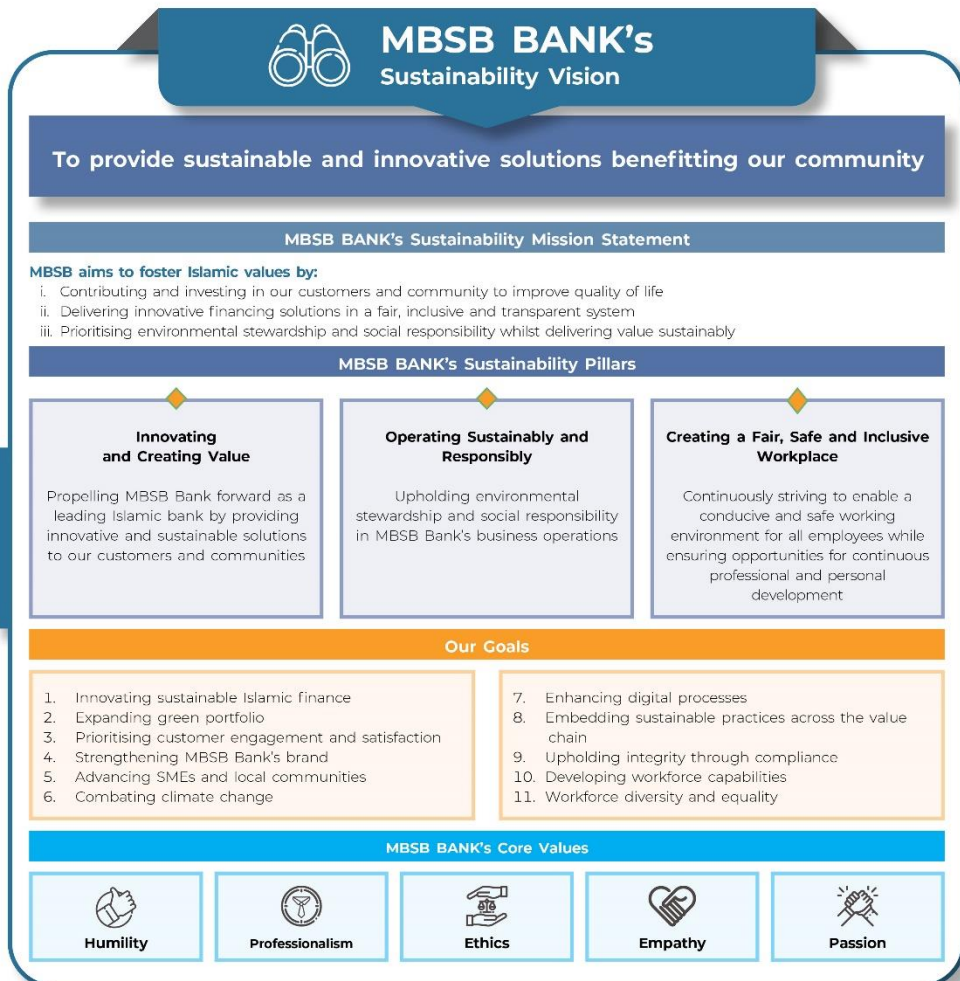 MBSB BANK's
Sustainability Vision
To provide sustainable and innovative solutions benefitting our community
MBSB BANK's Sustainability Mission Statement
MBSB aims to foster Islamic values by:
i. Contributing and investing in our customers and community to improve quality of life
ii. Delivering innovative financing solutions in a fair, inclusive and transparent system
iii. Prioritising environmental stewardship and social responsibility whilst delivering value sustainably
MBSB BANK's Sustainability Pillars
Innovating
and Creating Value
Propelling MBSB Bank forward as a
leading Islamic bank by providing
innovative and sustainable solutions
to our customers and communities
Operating Sustainably and
Responsibly
Upholding environmental
stewardship and social responsibility
in MBSB Bank's business operations
Creating a Fair, Safe and Inclusive
Workplace
Continuously striving to enable a
conducive and safe working
environment for all employees while
ensuring opportunities for continuous
professional and personal
development
Our Goals
1. Innovating sustainable Islamic finance
2. Expanding green portfolio
3. Prioritising customer engagement and satisfaction
4. Strengthening MBSB Bank's brand
5. Advancing SMEs and local communities
6. Combating climate change
7. Enhancing digital processes
8. Embedding sustainable practices across the value
chain
9. Upholding integrity through compliance
10. Developing workforce capabilities
11. Workforce diversity and equality
MBSB BANK's Core Values
Humility
Professionalism
Ethics
Empathy
Passion